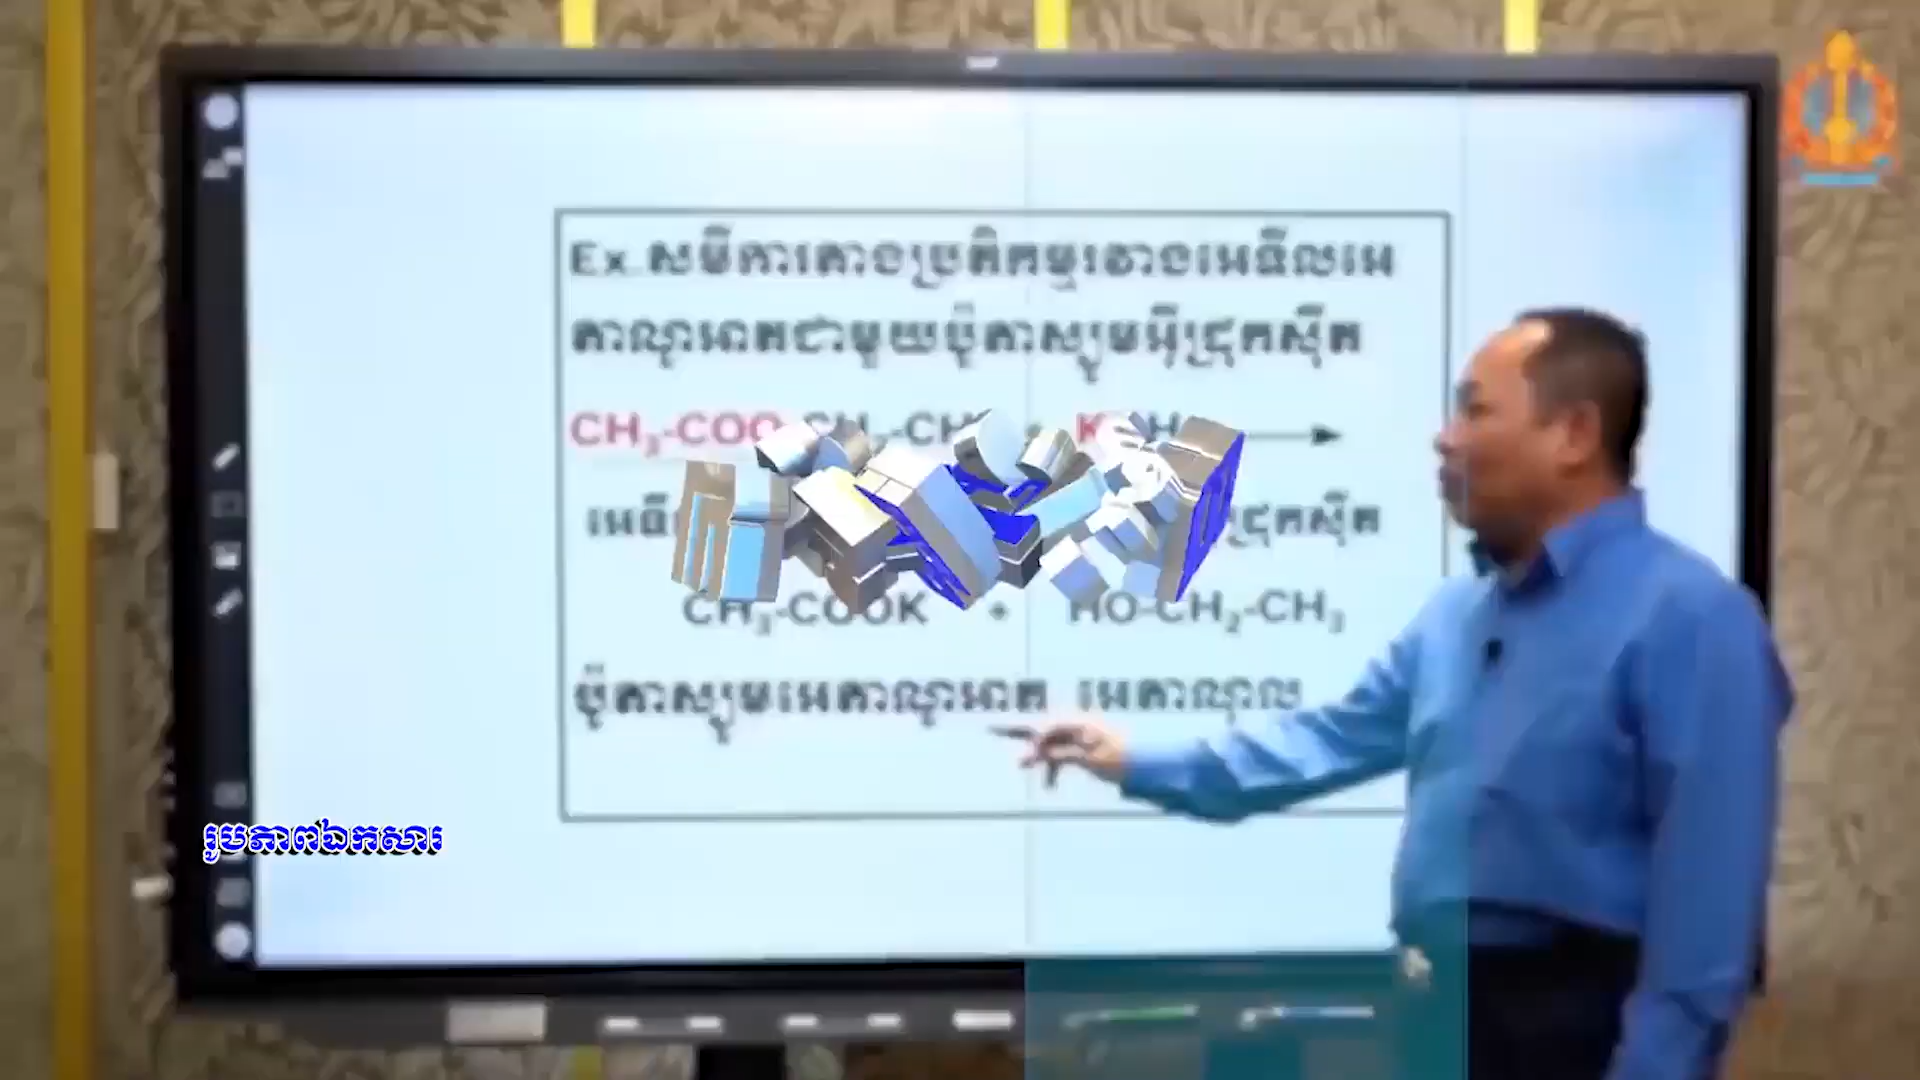 Ex.សមីការតាងប្រតិកម្មរវាងអេទីលអេ
តាណូអាតជាមួយប៉ូតាស្យូមអ៊ីដ្រុកស៊ីត
CH₃-COO
CH₃-COOK + HO-CH₂-CH₃
ប៉ូតាស្យូមអេតាណូអាត អេតាណុល
រូបភាពឯកសារ